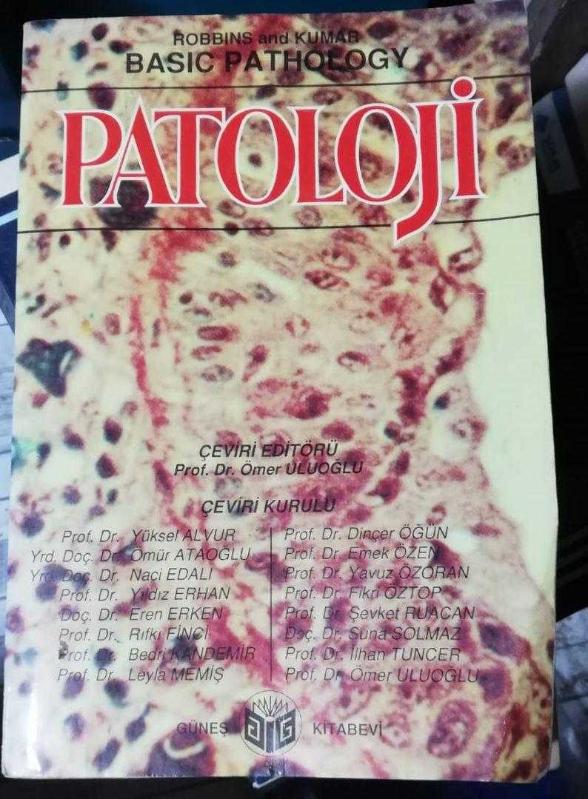 ROBBINS and KUMAR
BASIC PATHOLOGY
PATOLOJİ
ÇEVİRİ EDİTÖRÜ
Prof. Dr. Ömer ULUOĞLU
ÇEVİRİ KURULU
Prof. Dr. Yüksel ALVUR
Yrd. Doç. Dr. Ömür ATAOĞLU
Yrd. Doç. Dr. Naci EDALI
Prof. Dr. Yıldız ERHAN
Doç. Dr. Eren ERKEN
Prof. Dr. Rıfkı FİNCİ
Prof. Dr. Bedri KANDEMİR
Prof. Dr. Leyla MEMİŞ
Prof. Dr. Dinçer ÖĞÜN
Prof. Dr. Emek ÖZEN
Prof. Dr. Yavuz ÖZORAN
Prof. Dr. Fikri ÖZTOP
Prof. Dr. Şevket RUACAN
Doç. Dr. Suna SOLMAZ
Prof. Dr. İlhan TUNCER
Prof. Dr. Ömer ULUOĞLU
GÜNEŞ KİTABEVİ